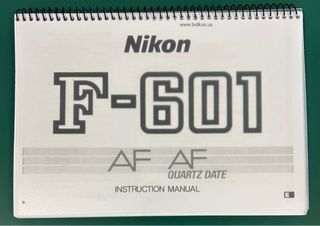 www.butkus.us
Nikon
F-601
AF AF
QUARTZ DATE
INSTRUCTION MANUAL
E